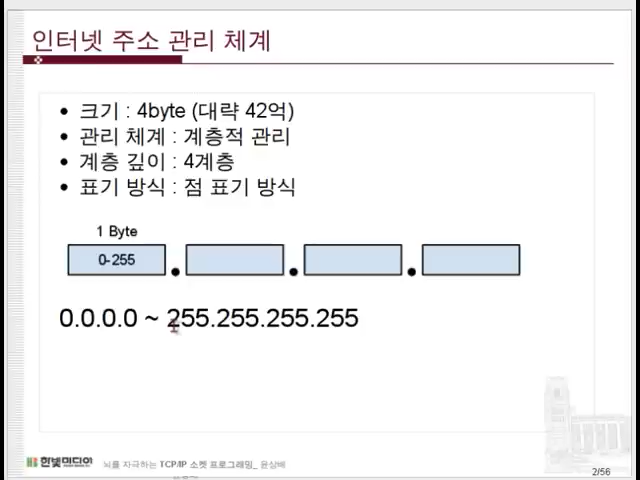 인터넷 주소 관리 체계
• 크기 : 4byte (대략 42억)
• 관리 체계 : 계층적 관리
• 계층 깊이 : 4계층
• 표기 방식 : 점 표기 방식
1 Byte
0-255 . . .
0.0.0.0 ~ 255.255.255.255
한빛미디어 뇌를 자극하는 TCP/IP 소켓 프로그래밍_ 윤상배
2/56